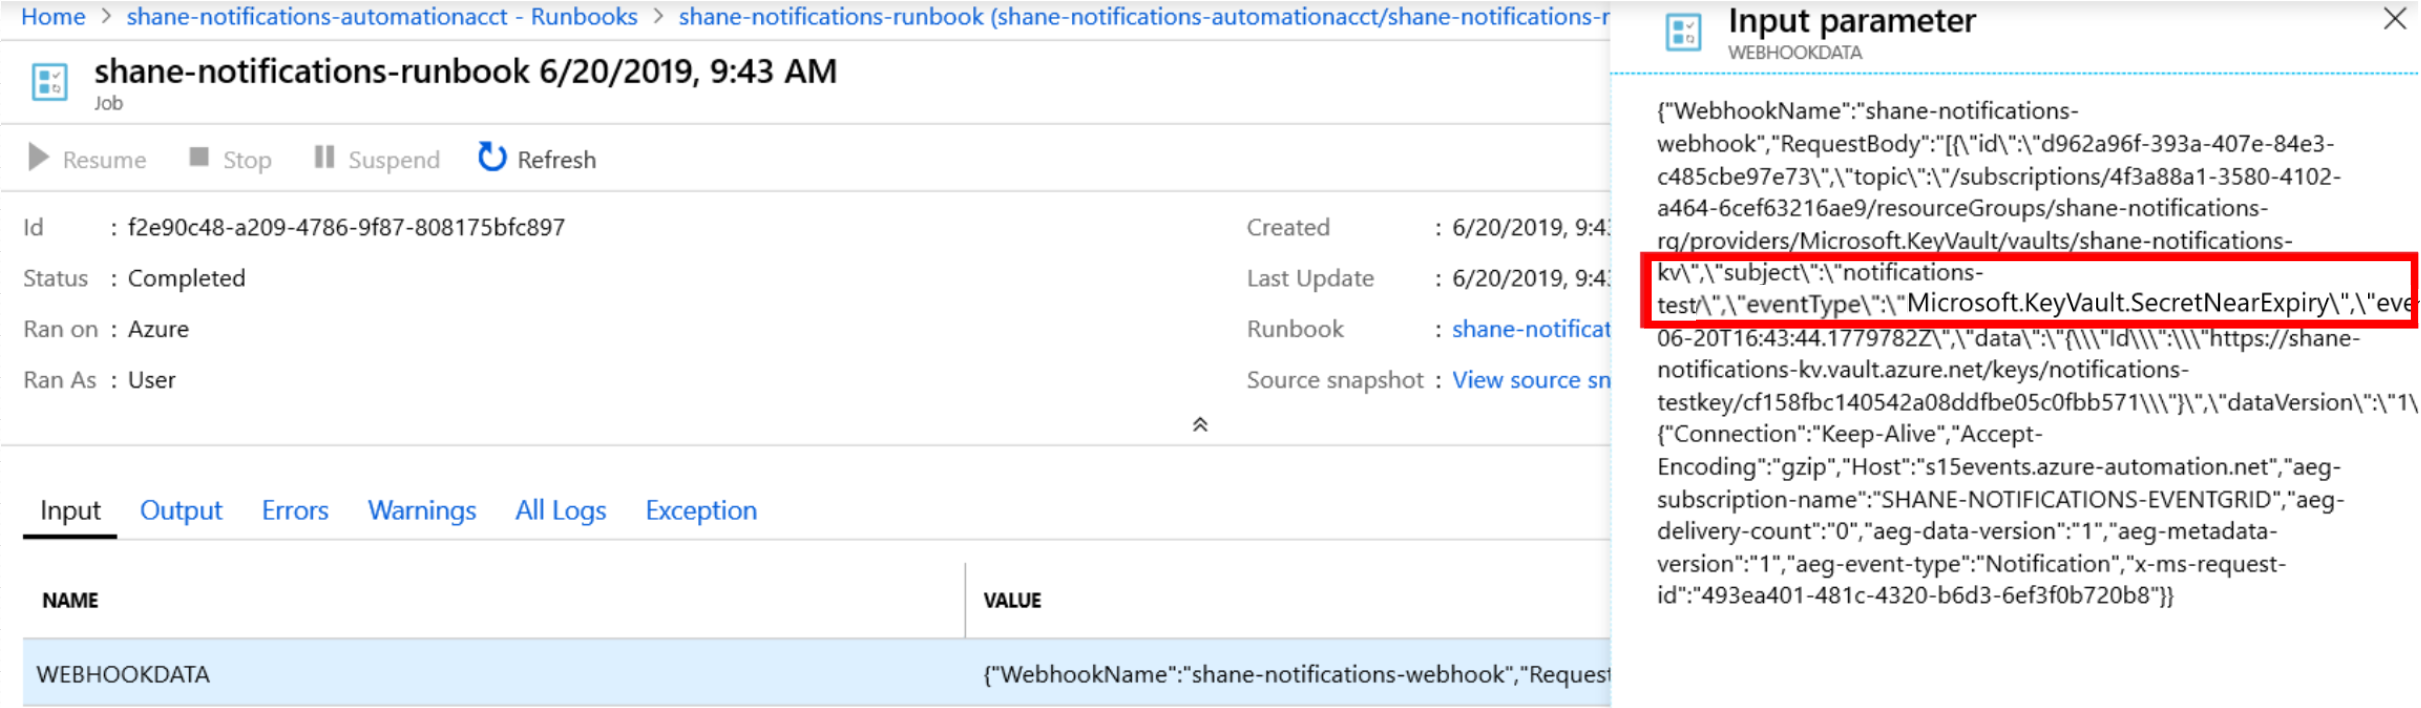 Home > shane-notifications-automationacct - Runbooks > shane-notifications-runbook (shane-notifications-automationacct/shane-notifications-r
shane-notifications-runbook 6/20/2019, 9:43 AM
Job
Resume Stop Suspend Refresh
Id : f2e90c48-a209-4786-9f87-808175bfc897
Status : Completed
Ran on : Azure
Ran As : User
Created : 6/20/2019, 9:43
Last Update : 6/20/2019, 9:43
Runbook : shane-notificat
Source snapshot : View source sn
Input Output Errors Warnings All Logs Exception
NAME VALUE
WEBHOOKDATA {"WebhookName":"shane-notifications-webhook","Request
Input parameter
WEBHOOKDATA
{"WebhookName":"shane-notifications-
webhook","RequestBody":"[{\"id\":\"d962a96f-393a-407e-84e3-
c485cbe97e73\",\"topic\":\"/subscriptions/4f3a88a1-3580-4102-
a464-6cef63216ae9/resourceGroups/shane-notifications-
rg/providers/Microsoft.KeyVault/vaults/shane-notifications-
kv\",\"subject\":\"notifications-
test/\",\"eventType\":\"Microsoft.KeyVault.SecretNearExpiry\",\"eve
06-20T16:43:44.1779782Z\",\"data\":\"{\\\"Id\\\":\\\"https://shane-
notifications-kv.vault.azure.net/keys/notifications-
testkey/cf158fbc140542a08ddfbe05c0fbb571\\\"}\",\"dataVersion\":\"1\
{"Connection":"Keep-Alive","Accept-
Encoding":"gzip","Host":"s15events.azure-automation.net","aeg-
subscription-name":"SHANE-NOTIFICATIONS-EVENTGRID","aeg-
delivery-count":"0","aeg-data-version":"1","aeg-metadata-
version":"1","aeg-event-type":"Notification","x-ms-request-
id":"493ea401-481c-4320-b6d3-6ef3f0b720b8"}}